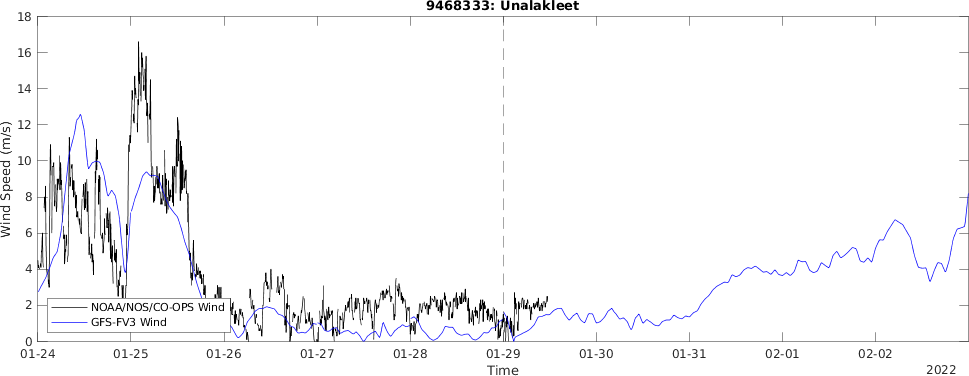 9468333: Unalakleet
Wind Speed (m/s)
18
16
14
12
10
8
6
4
2
0
NOAA/NOS/CO-OPS Wind
GFS-FV3 Wind
01-24 01-25 01-26 01-27 01-28 01-29 01-30 01-31 02-01 02-02
Time
2022